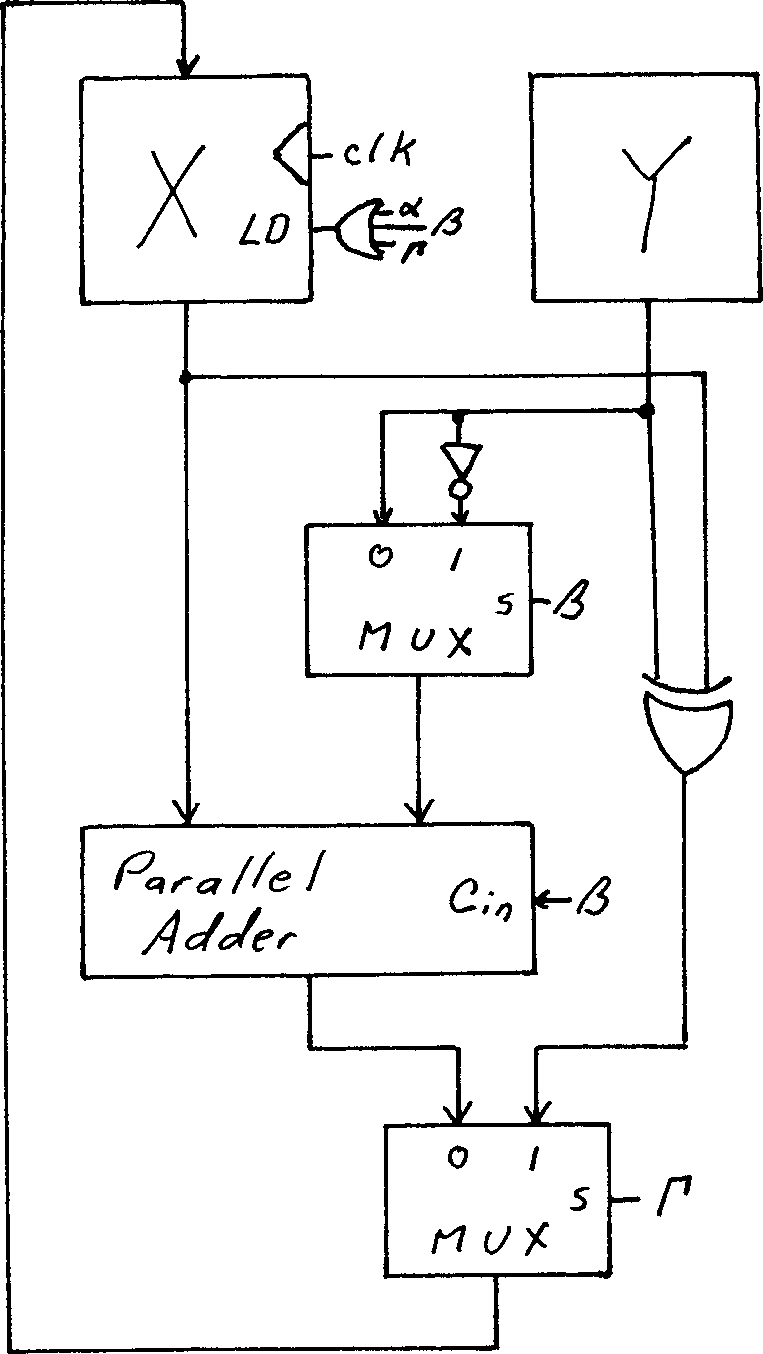 X
clk
LD
α
β
Γ
Y
0 1
S β
MUX
Parallel
Adder
Cin β
0 1
S Γ
MUX